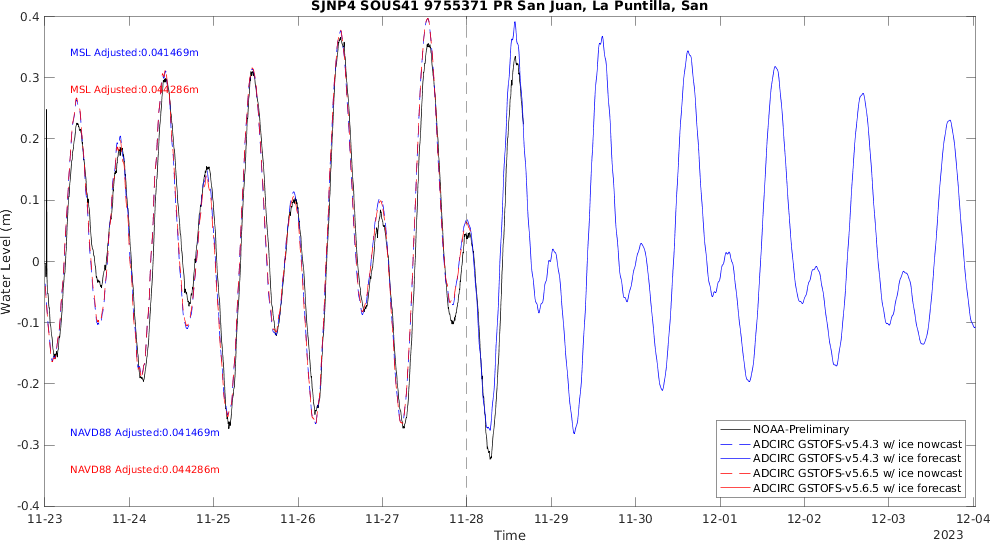 SJNP4 SOUS41 9755371 PR San Juan, La Puntilla, San
0.4
0.3
0.2
0.1
0
-0.1
-0.2
-0.3
-0.4
Water Level (m)
MSL Adjusted:0.041469m
MSL Adjusted:0.044286m
NAVD88 Adjusted:0.041469m
NAVD88 Adjusted:0.044286m
NOAA-Preliminary
ADCIRC GSTOFS-v5.4.3 w/ ice nowcast
ADCIRC GSTOFS-v5.4.3 w/ ice forecast
ADCIRC GSTOFS-v5.6.5 w/ ice nowcast
ADCIRC GSTOFS-v5.6.5 w/ ice forecast
11-23 11-24 11-25 11-26 11-27 11-28 11-29 11-30 12-01 12-02 12-03 12-04
Time
2023